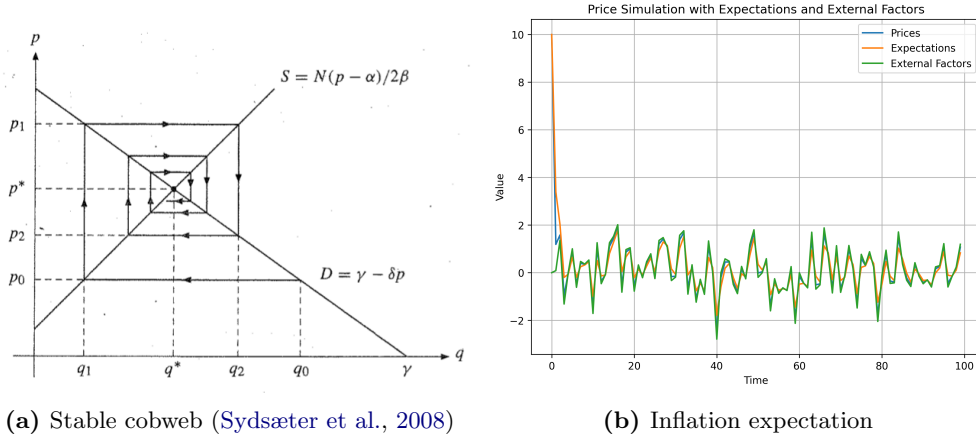 p
S = N(p − α)/2β
p₁
p*
p₂
p₀
D = γ − δp
q₁
q*
q₂
q₀
γ
q
(a) Stable cobweb (Sydsæter et al., 2008)
Price Simulation with Expectations and External Factors
Prices
Expectations
External Factors
10
8
6
4
2
0
−2
Value
0
20
40
60
80
100
Time
(b) Inflation expectation